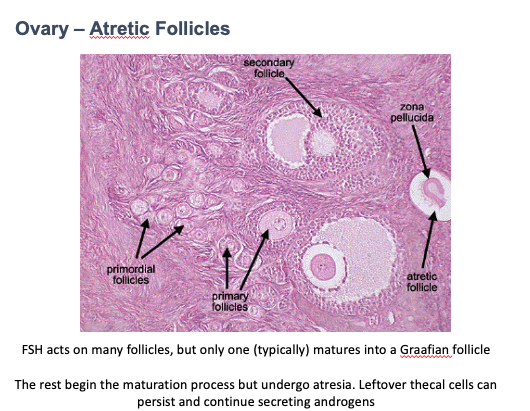 Ovary – Atretic Follicles
secondary
follicle
zona
pellucida
primordial
follicles
primary
follicles
atretic
follicle
FSH acts on many follicles, but only one (typically) matures into a Graafian follicle
The rest begin the maturation process but undergo atresia. Leftover thecal cells can
persist and continue secreting androgens